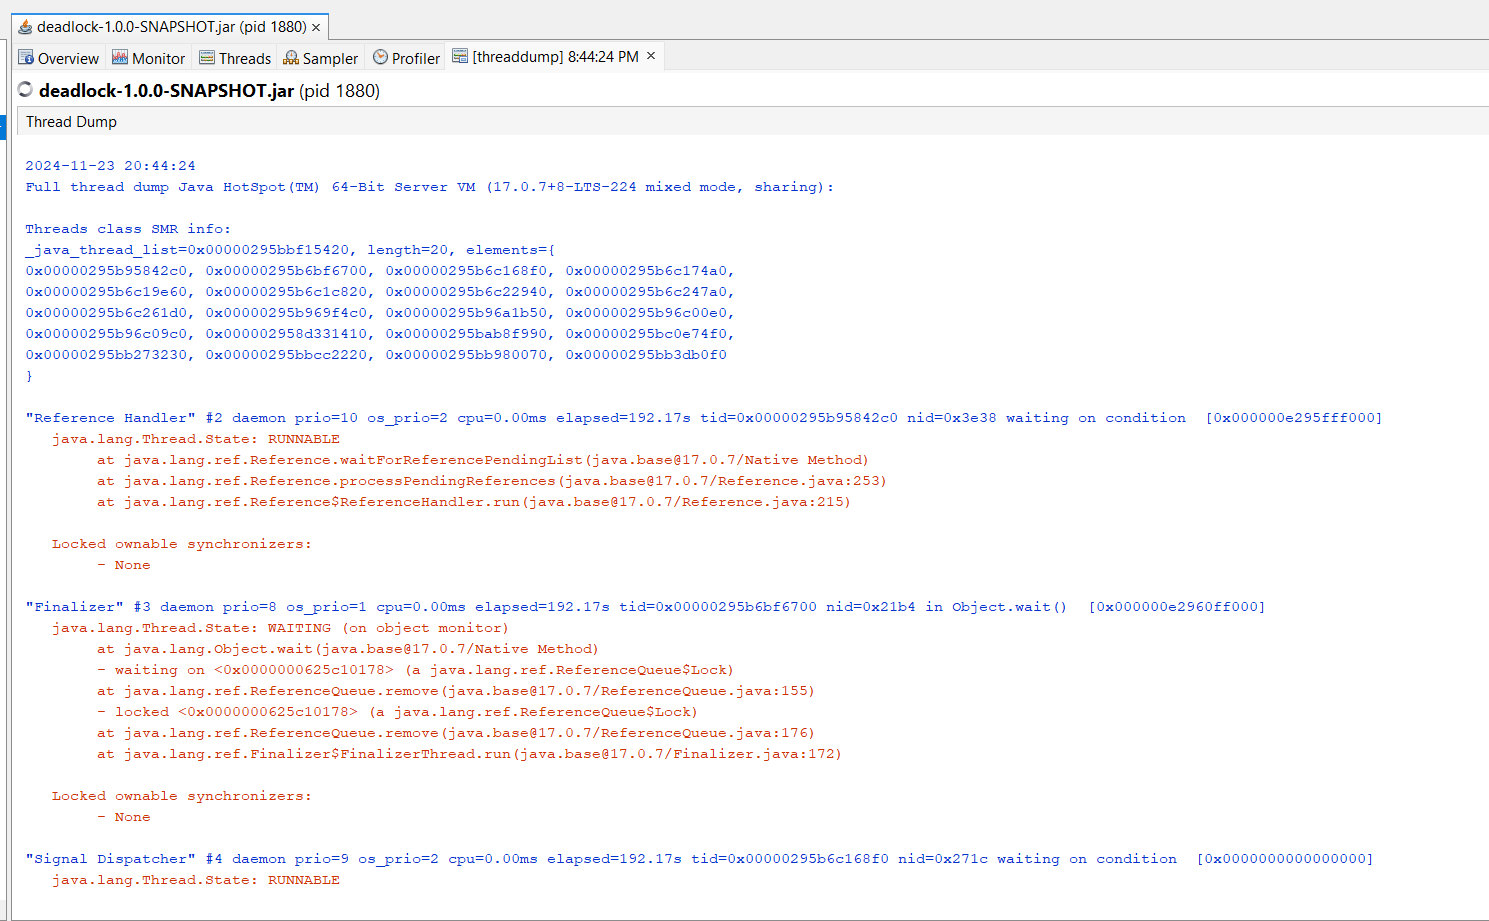 deadlock-1.0.0-SNAPSHOT.jar (pid 1880) ×
Overview Monitor Threads Sampler Profiler [threaddump] 8:44:24 PM ×
deadlock-1.0.0-SNAPSHOT.jar (pid 1880)
Thread Dump
2024-11-23 20:44:24
Full thread dump Java HotSpot(TM) 64-Bit Server VM (17.0.7+8-LTS-224 mixed mode, sharing):
Threads class SMR info:
_java_thread_list=0x00000295bbf15420, length=20, elements={
0x00000295b95842c0, 0x00000295b6bf6700, 0x00000295b6c168f0, 0x00000295b6c174a0,
0x00000295b6c19e60, 0x00000295b6c1c820, 0x00000295b6c22940, 0x00000295b6c247a0,
0x00000295b6c261d0, 0x00000295b969f4c0, 0x00000295b96a1b50, 0x00000295b96c00e0,
0x00000295b96c09c0, 0x000002958d331410, 0x00000295bab8f990, 0x00000295bc0e74f0,
0x00000295bb273230, 0x00000295bbcc2220, 0x00000295bb980070, 0x00000295bb3db0f0
}
"Reference Handler" #2 daemon prio=10 os_prio=2 cpu=0.00ms elapsed=192.17s tid=0x00000295b95842c0 nid=0x3e38 waiting on condition  [0x000000e295fff000]
java.lang.Thread.State: RUNNABLE
at java.lang.ref.Reference.waitForReferencePendingList(java.base@17.0.7/Native Method)
at java.lang.ref.Reference.processPendingReferences(java.base@17.0.7/Reference.java:253)
at java.lang.ref.Reference$ReferenceHandler.run(java.base@17.0.7/Reference.java:215)
Locked ownable synchronizers:
- None
"Finalizer" #3 daemon prio=8 os_prio=1 cpu=0.00ms elapsed=192.17s tid=0x00000295b6bf6700 nid=0x21b4 in Object.wait()  [0x000000e2960ff000]
java.lang.Thread.State: WAITING (on object monitor)
at java.lang.Object.wait(java.base@17.0.7/Native Method)
- waiting on <0x0000000625c10178> (a java.lang.ref.ReferenceQueue$Lock)
at java.lang.ref.ReferenceQueue.remove(java.base@17.0.7/ReferenceQueue.java:155)
- locked <0x0000000625c10178> (a java.lang.ref.ReferenceQueue$Lock)
at java.lang.ref.ReferenceQueue.remove(java.base@17.0.7/ReferenceQueue.java:176)
at java.lang.ref.Finalizer$FinalizerThread.run(java.base@17.0.7/Finalizer.java:172)
Locked ownable synchronizers:
- None
"Signal Dispatcher" #4 daemon prio=9 os_prio=2 cpu=0.00ms elapsed=192.17s tid=0x00000295b6c168f0 nid=0x271c waiting on condition  [0x0000000000000000]
java.lang.Thread.State: RUNNABLE